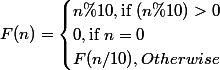 F(n) = { n%10, if (n%10) > 0
0, if n = 0
F(n/10), Otherwise